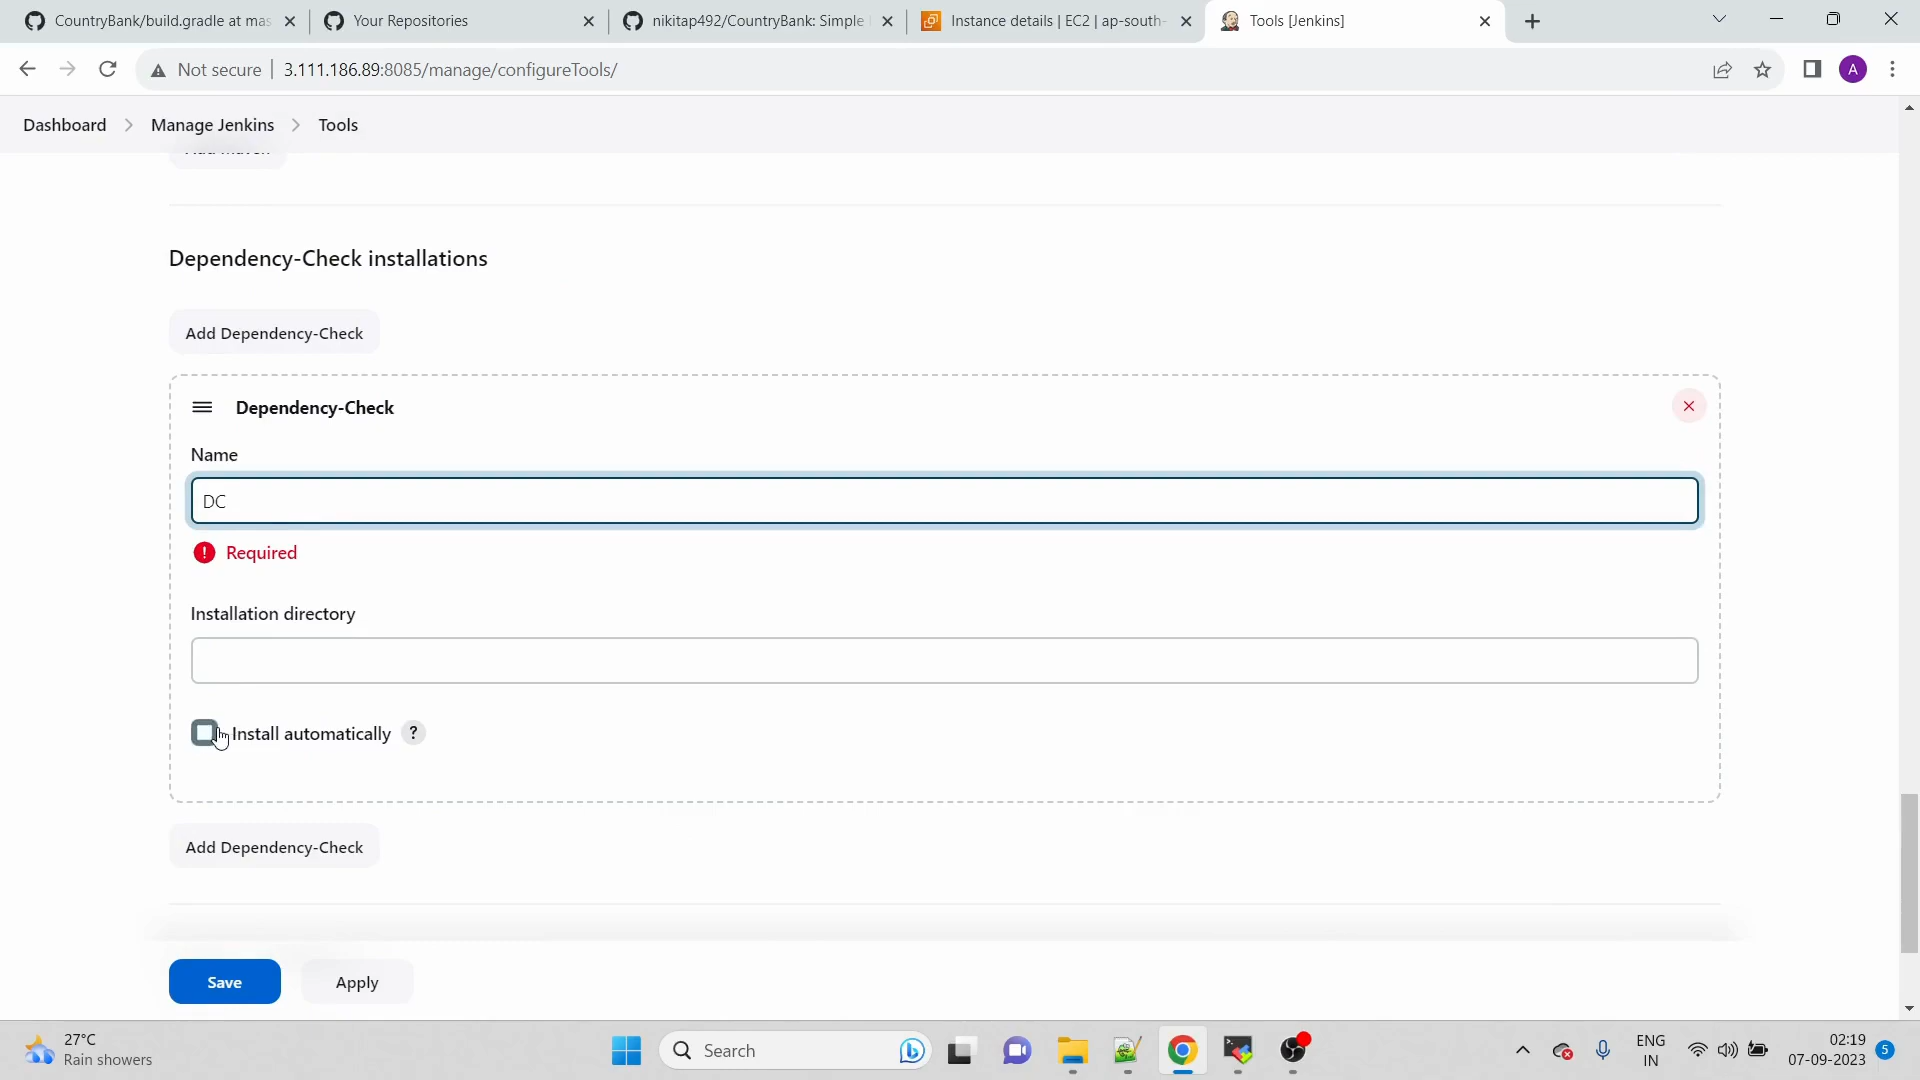 CountryBank/build.gradle at mas
Your Repositories
nikitap492/CountryBank: Simple
Instance details | EC2 | ap-south-
Tools [Jenkins]
Not secure
3.111.186.89:8085/manage/configureTools/
A
Dashboard
Manage Jenkins
Tools
Dependency-Check installations
Add Dependency-Check
Dependency-Check
Name
DC
Required
Installation directory
Install automatically
?
Add Dependency-Check
Save
Apply
27°C
Rain showers
Search
ENG
IN
02:19
07-09-2023
5